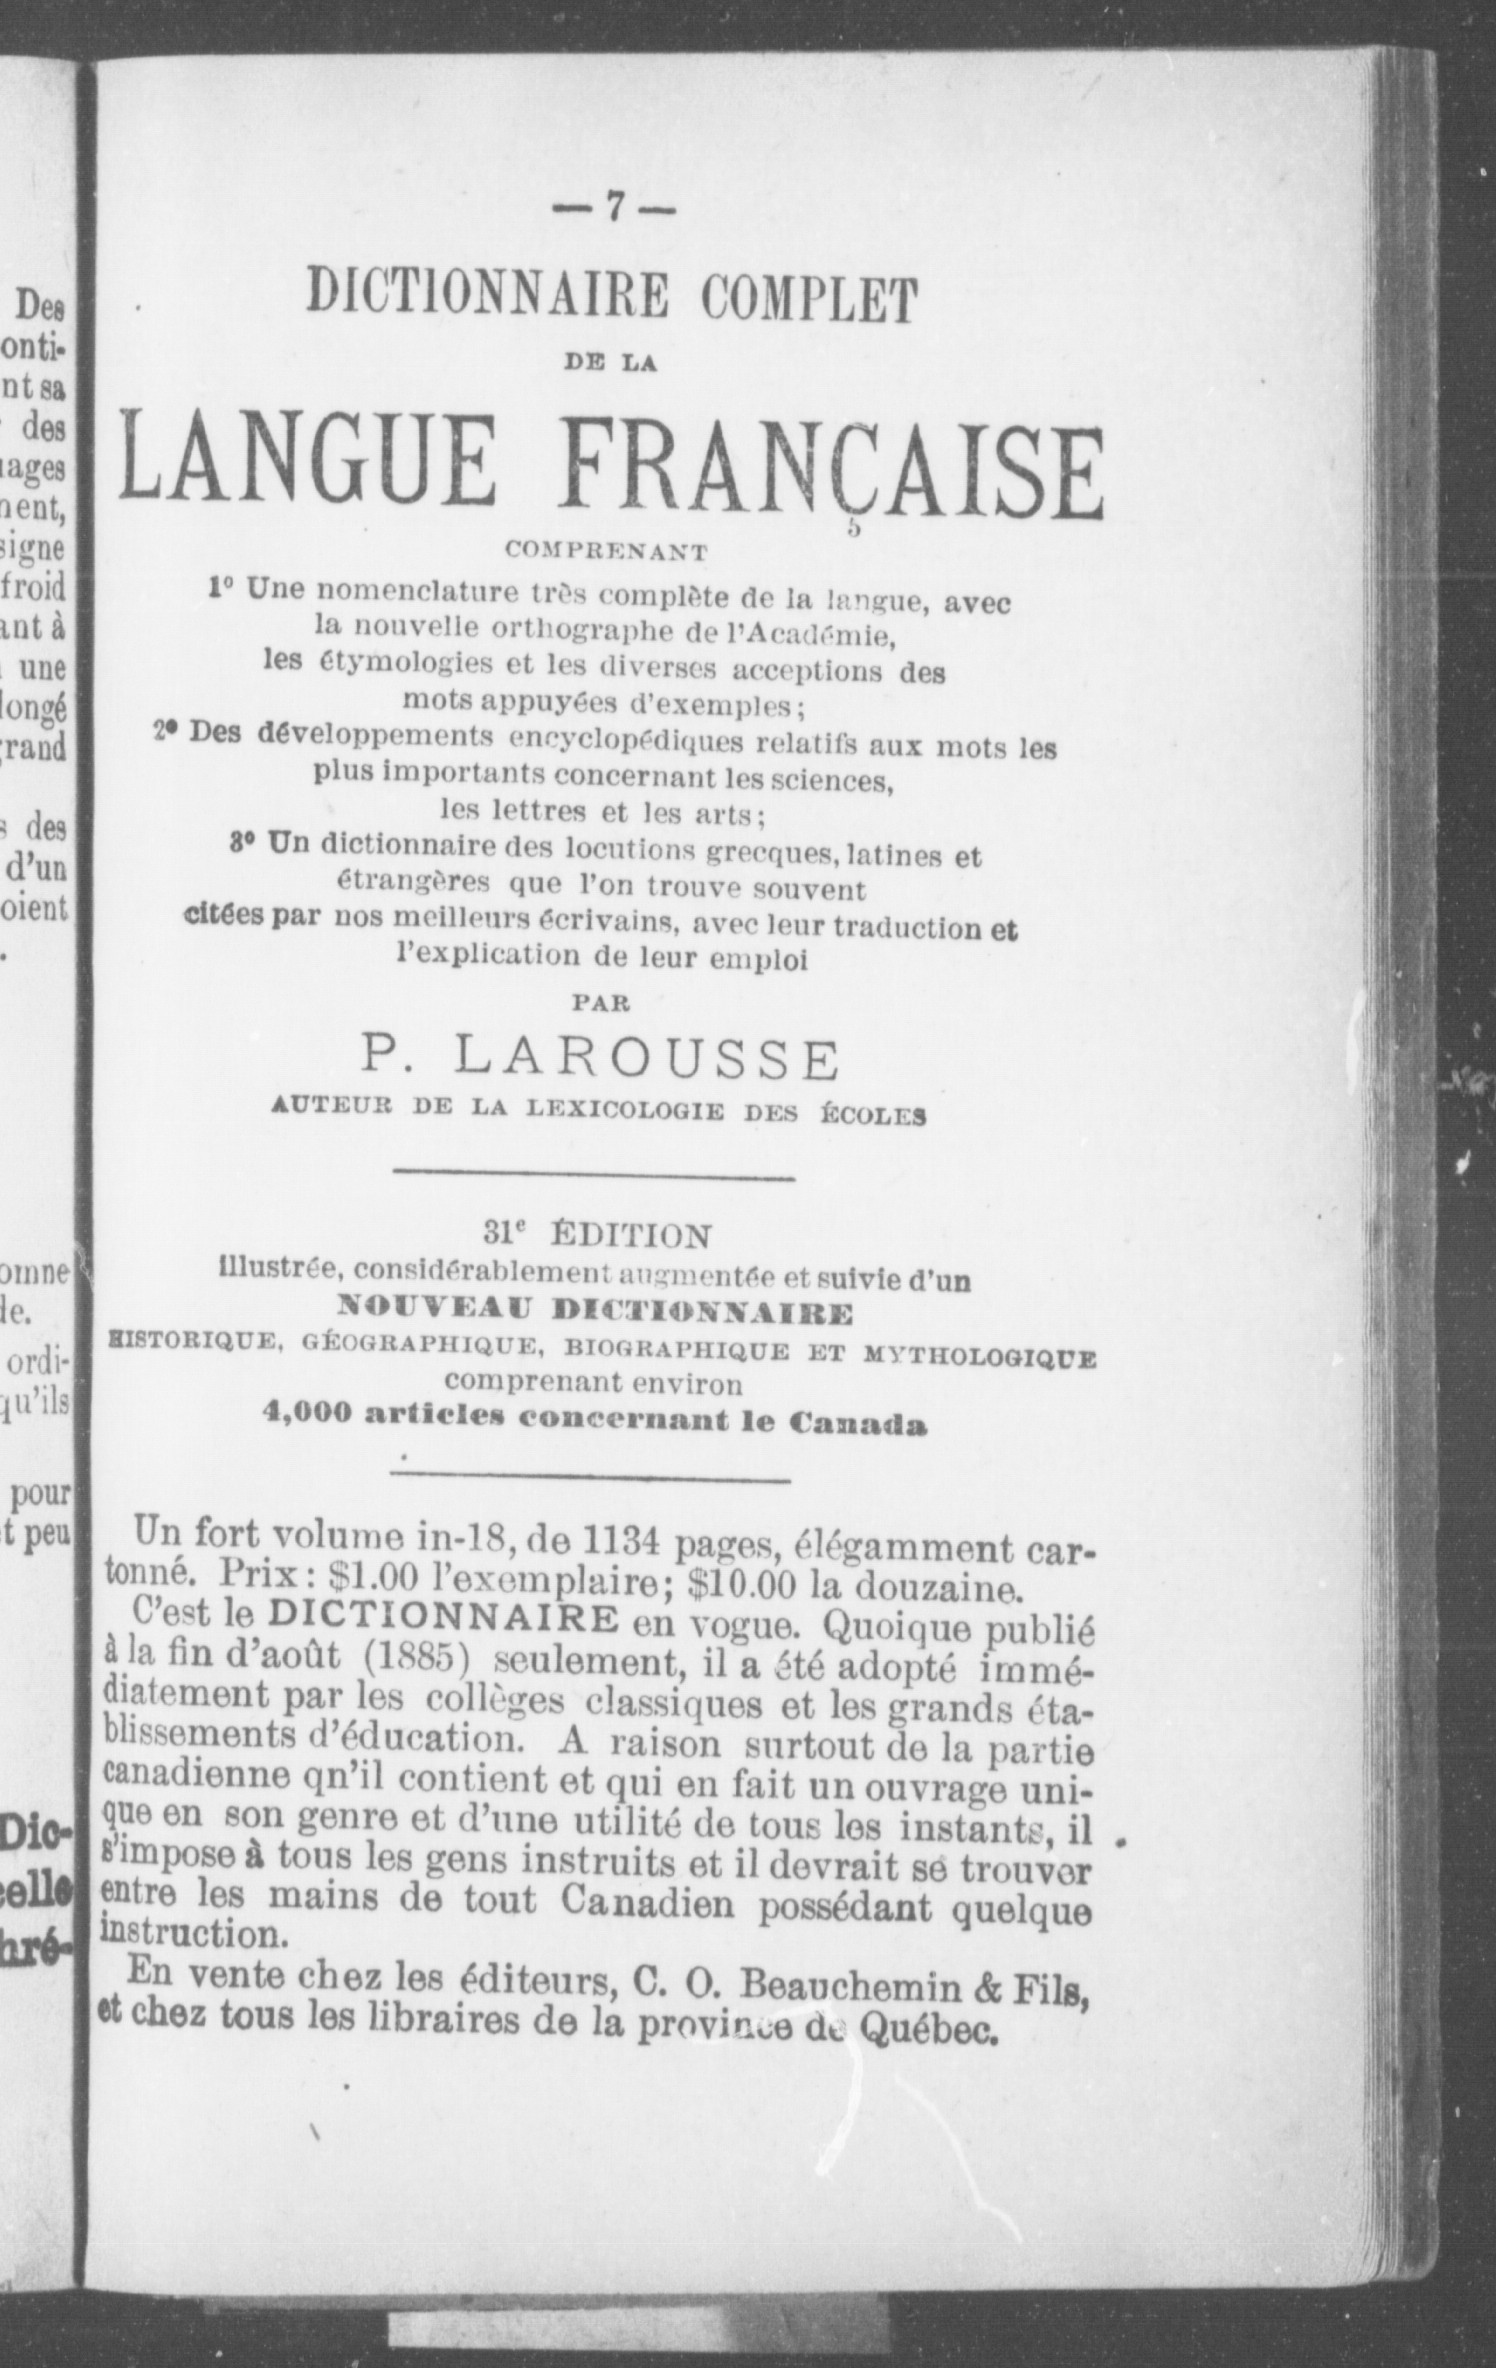 — 7 —
DICTIONNAIRE COMPLET
DE LA
LANGUE FRANÇAISE
COMPRENANT
1º Une nomenclature très complète de la langue, avec
la nouvelle orthographe de l'Académie,
les étymologies et les diverses acceptions des
mots appuyées d'exemples;
2º Des développements encyclopédiques relatifs aux mots les
plus importants concernant les sciences,
les lettres et les arts;
3º Un dictionnaire des locutions grecques, latines et
étrangères que l'on trouve souvent
citées par nos meilleurs écrivains, avec leur traduction et
l'explication de leur emploi
PAR
P. LAROUSSE
AUTEUR DE LA LEXICOLOGIE DES ÉCOLES
31e ÉDITION
illustrée, considérablement augmentée et suivie d'un
NOUVEAU DICTIONNAIRE
HISTORIQUE, GÉOGRAPHIQUE, BIOGRAPHIQUE ET MYTHOLOGIQUE
comprenant environ
4,000 articles concernant le Canada
Un fort volume in-18, de 1134 pages, élégamment car-
tonné. Prix: $1.00 l'exemplaire; $10.00 la douzaine.
C'est le DICTIONNAIRE en vogue. Quoique publié
à la fin d'août (1885) seulement, il a été adopté immé-
diatement par les collèges classiques et les grands éta-
blissements d'éducation. A raison surtout de la partie
canadienne qn'il contient et qui en fait un ouvrage uni-
que en son genre et d'une utilité de tous les instants, il
s'impose à tous les gens instruits et il devrait se trouver
entre les mains de tout Canadien possédant quelque
instruction.
En vente chez les éditeurs, C. O. Beauchemin & Fils,
et chez tous les libraires de la province de Québec.